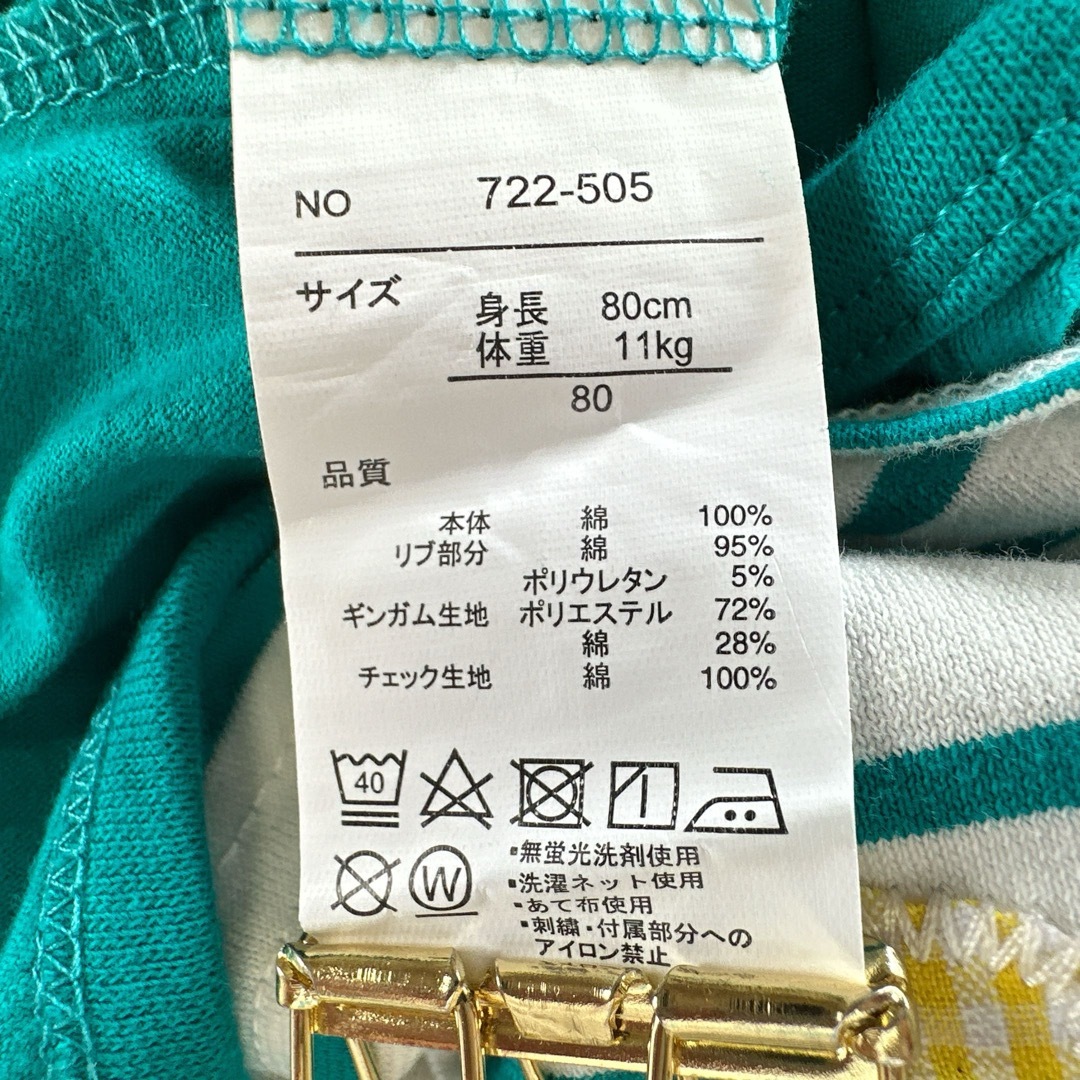 NO 722-505
サイズ
身長 80cm
体重 11kg
80
品質
本体 綿 100%
リブ部分 綿 95%
ポリウレタン 5%
ギンガム生地 ポリエステル 72%
綿 28%
チェック生地 綿 100%
40
W
・無蛍光洗剤使用
・洗濯ネット使用
・あて布使用
・刺繍・付属部分への
アイロン禁止